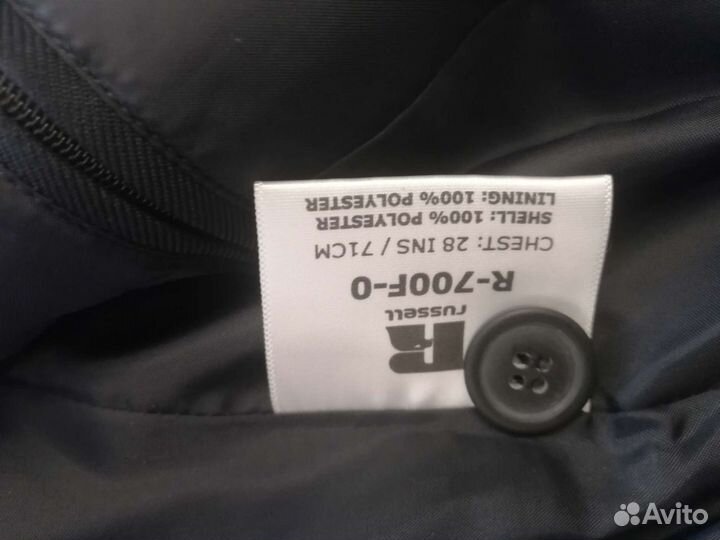 R
russell
R-700F-0
CHEST: 28 INS / 71CM
SHELL: 100% POLYESTER
LINING: 100% POLYESTER
Avito